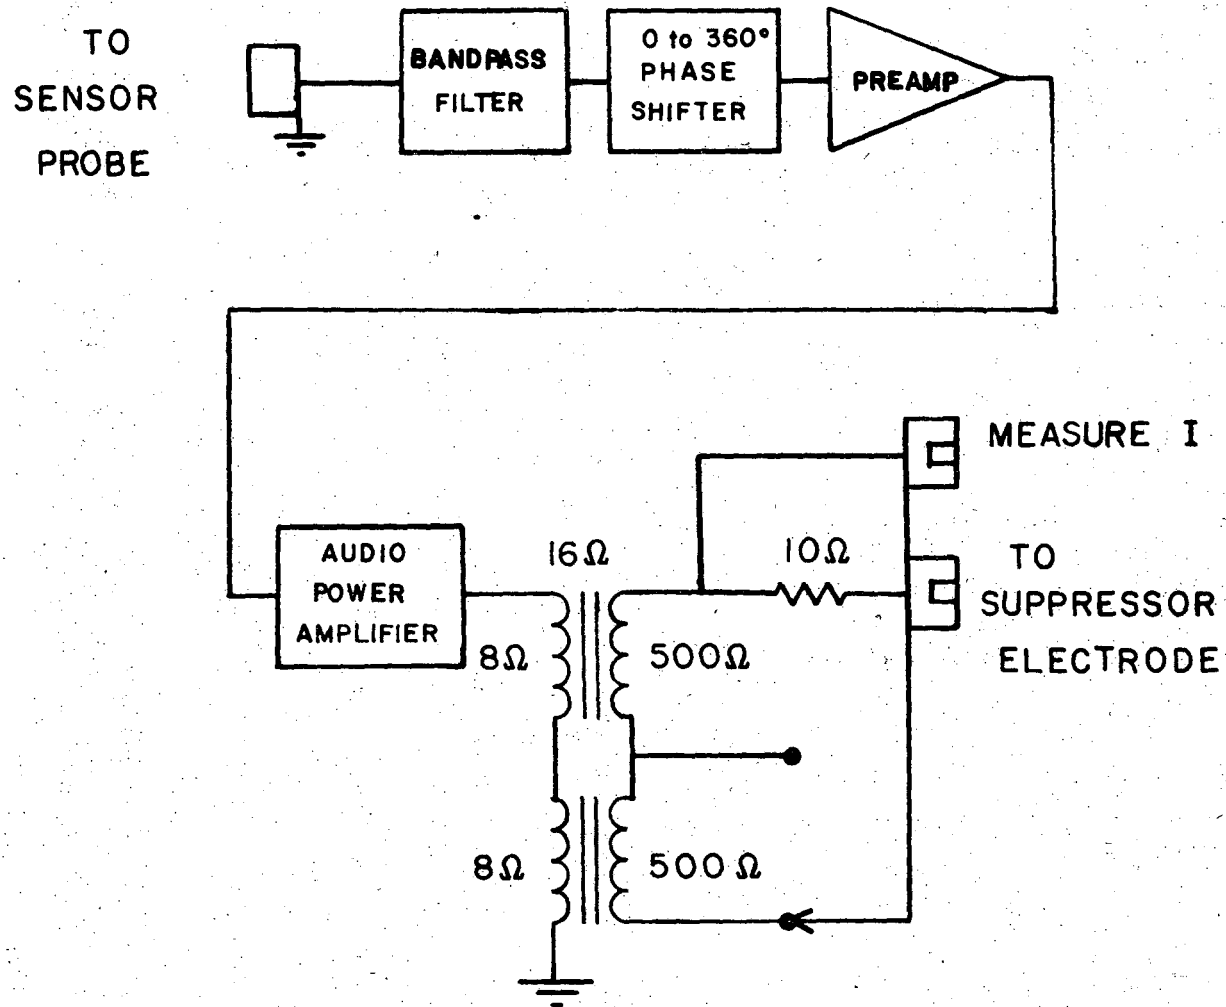 TO
SENSOR
PROBE
BANDPASS
FILTER
0 to 360°
PHASE
SHIFTER
PREAMP
MEASURE I
AUDIO
POWER
AMPLIFIER
16Ω
10Ω
TO
SUPPRESSOR
ELECTRODE
8Ω
500Ω
8Ω
500Ω